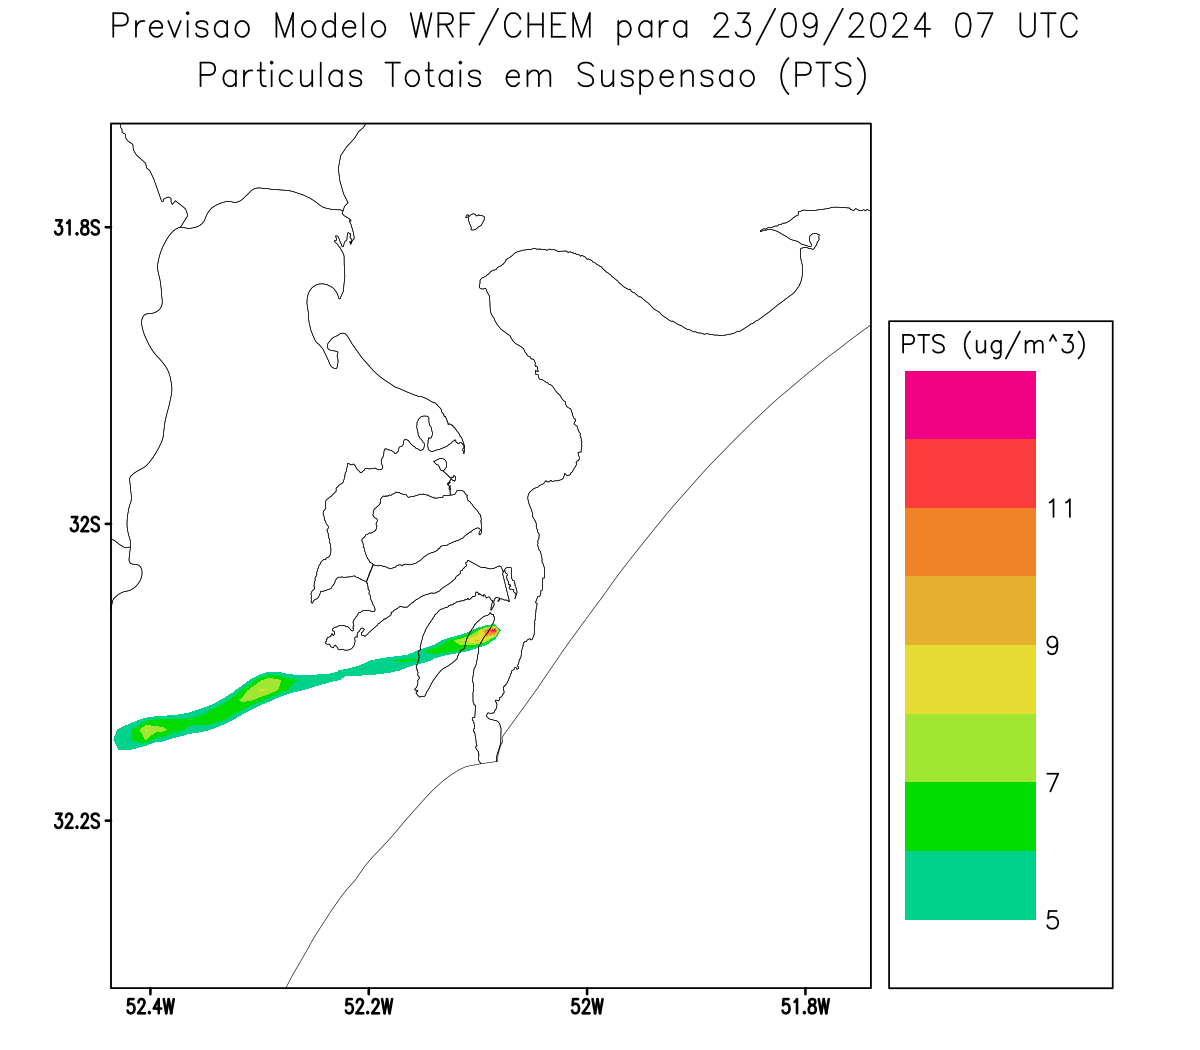 Previsao Modelo WRF/CHEM para 23/09/2024 07 UTC
Particulas Totais em Suspensao (PTS)
31.8S
32S
32.2S
52.4W
52.2W
52W
51.8W
PTS (ug/m^3)
11
9
7
5